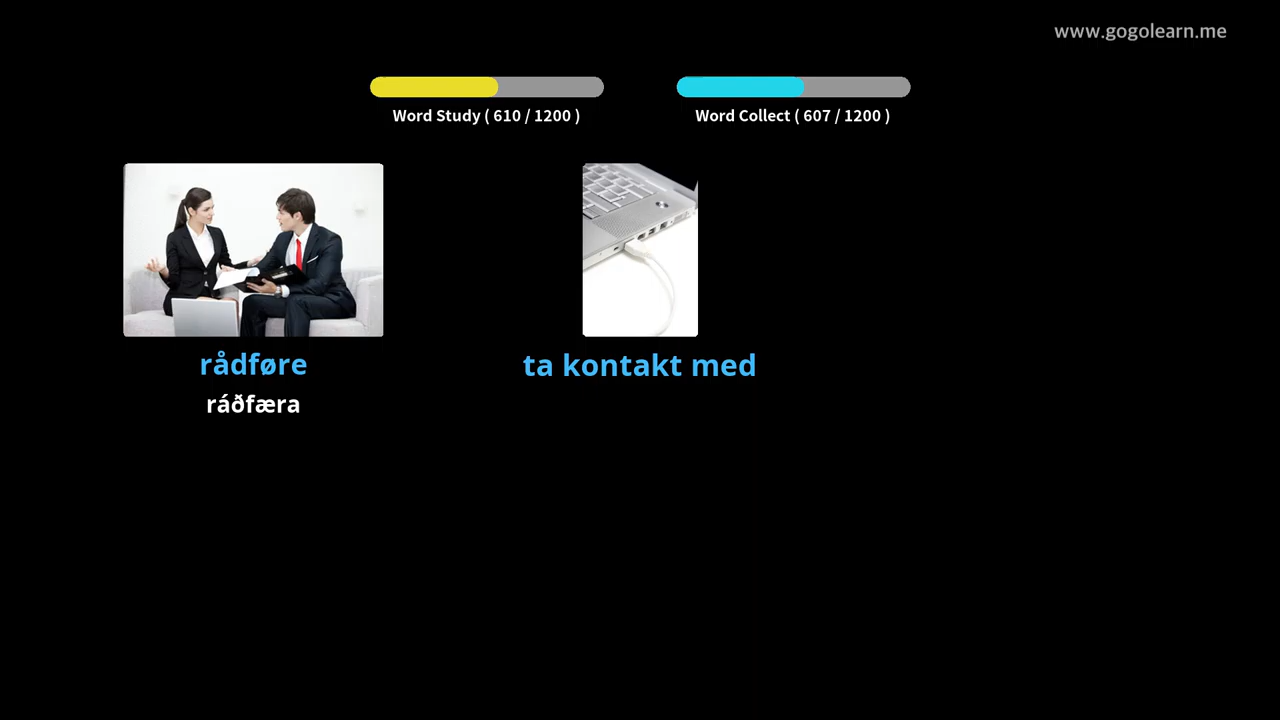 www.gogolearn.me
Word Study ( 610 / 1200 )
Word Collect ( 607 / 1200 )
rådføre
ráðfæra
ta kontakt med